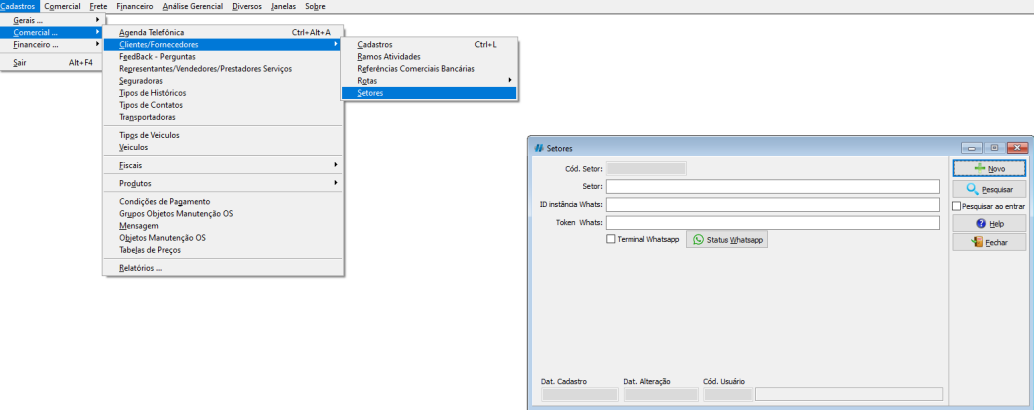 Cadastros Comercial Frete Financeiro Análise Gerencial Diversos Janelas Sobre
Gerais ...
Comercial ...
Financeiro ...
Sair Alt+F4
Agenda Telefônica Ctrl+Alt+A
Clientes/Fornecedores
FeedBack - Perguntas
Representantes/Vendedores/Prestadores Serviços
Seguradoras
Tipos de Históricos
Tipos de Contatos
Transportadoras
Tipos de Veiculos
Veiculos
Fiscais
Produtos
Condições de Pagamento
Grupos Objetos Manutenção OS
Mensagem
Objetos Manutenção OS
Tabelas de Preços
Relatórios ...
Cadastros Ctrl+L
Ramos Atividades
Referências Comerciais Bancárias
Rotas
Setores
Setores
Cód. Setor:
Setor:
ID instância Whats:
Token Whats:
Terminal Whatsapp
Status Whatsapp
Novo
Pesquisar
Pesquisar ao entrar
Help
Fechar
Dat. Cadastro Dat. Alteração Cód. Usuário